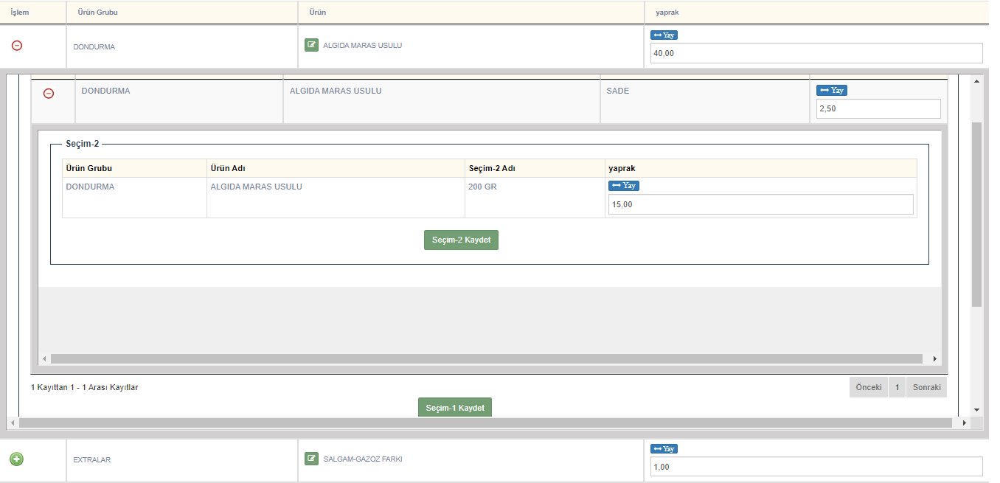 İşlem Ürün Grubu Ürün yaprak
Yay
DONDURMA ALGIDA MARAS USULU
40,00
DONDURMA ALGIDA MARAS USULU SADE Yay
2,50
Seçim-2
Ürün Grubu Ürün Adı Seçim-2 Adı yaprak
DONDURMA ALGIDA MARAS USULU 200 GR Yay
15,00
Seçim-2 Kaydet
1 Kayıttan 1 - 1 Arası Kayıtlar Önceki 1 Sonraki
Seçim-1 Kaydet
Yay
EXTRALAR SALGAM-GAZOZ FARKI
1,00